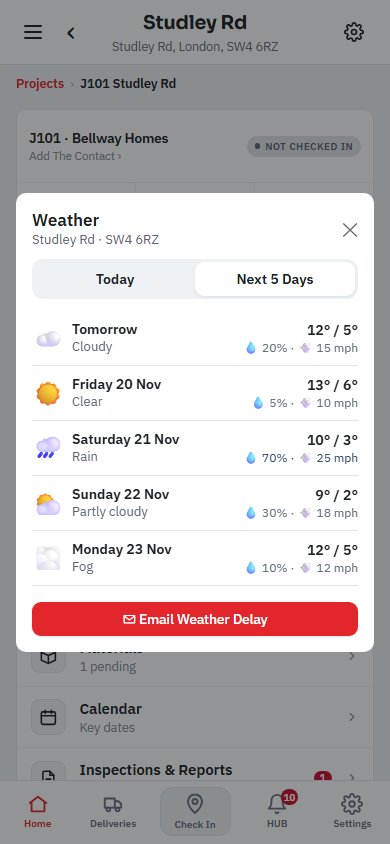 Studley Rd
Studley Rd, London, SW4 6RZ
Projects › J101 Studley Rd
J101 · Bellway Homes
NOT CHECKED IN
Add The Contact ›
Weather
Studley Rd · SW4 6RZ
Today
Next 5 Days
Tomorrow
12° / 5°
Cloudy
20% · 15 mph
Friday 20 Nov
13° / 6°
Clear
5% · 10 mph
Saturday 21 Nov
10° / 3°
Rain
70% · 25 mph
Sunday 22 Nov
9° / 2°
Partly cloudy
30% · 18 mph
Monday 23 Nov
12° / 5°
Fog
10% · 12 mph
Email Weather Delay
1 pending
Calendar
Key dates
Inspections & Reports
1
10
Home
Deliveries
Check In
HUB
Settings